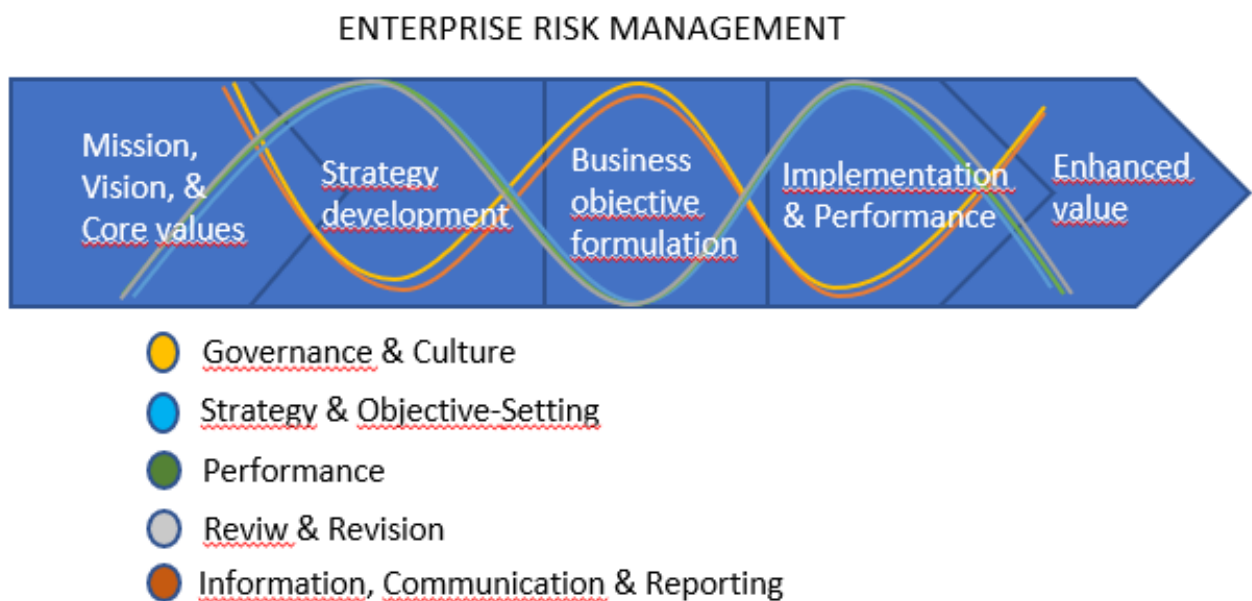 ENTERPRISE RISK MANAGEMENT
Mission,
Vision, &
Core values
Strategy
development
Business
objective
formulation
Implementation
& Performance
Enhanced
value
Governance & Culture
Strategy & Objective-Setting
Performance
Reviw & Revision
Information, Communication & Reporting